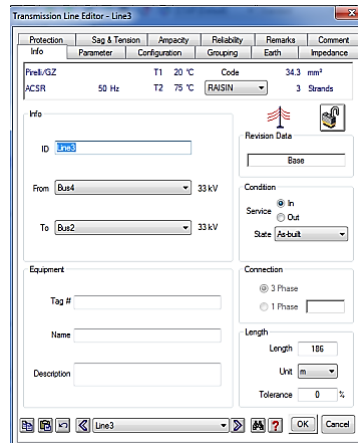 Transmission Line Editor - Line3
Protection Sag & Tension Ampacity Reliability Remarks Comment
Info Parameter Configuration Grouping Earth Impedance
Pirelli/GZ T1 20 °C Code 34.3 mm²
ACSR 50 Hz T2 75 °C RAISIN 3 Strands
Info
Revision Data
ID Line3
Base
From Bus4 33 kV
Condition
Service In
Out
To Bus2 33 kV
State As-built
Equipment
Connection
3 Phase
Tag #
1 Phase
Name
Length
Length 186
Description
Unit m
Tolerance 0 %
Line3 ? OK Cancel